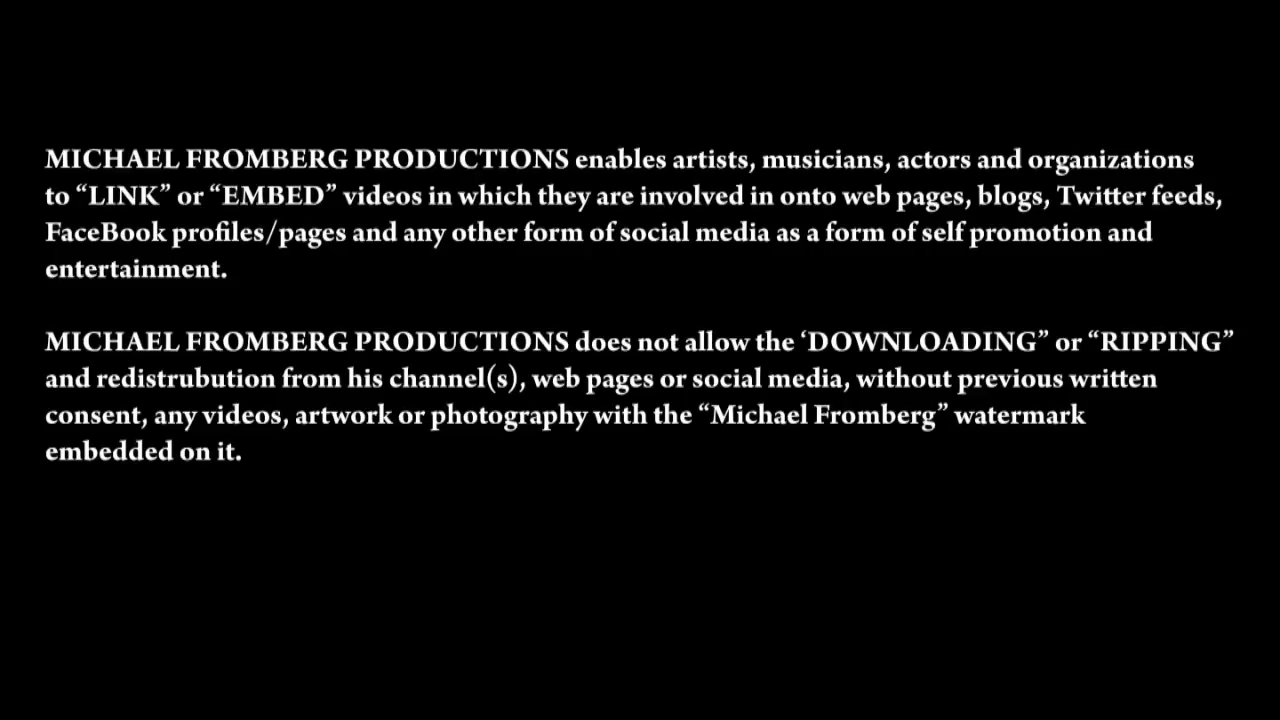 MICHAEL FROMBERG PRODUCTIONS enables artists, musicians, actors and organizations
to “LINK” or “EMBED” videos in which they are involved in onto web pages, blogs, Twitter feeds,
FaceBook profiles/pages and any other form of social media as a form of self promotion and
entertainment.
MICHAEL FROMBERG PRODUCTIONS does not allow the ‘DOWNLOADING” or “RIPPING”
and redistrubution from his channel(s), web pages or social media, without previous written
consent, any videos, artwork or photography with the “Michael Fromberg” watermark
embedded on it.